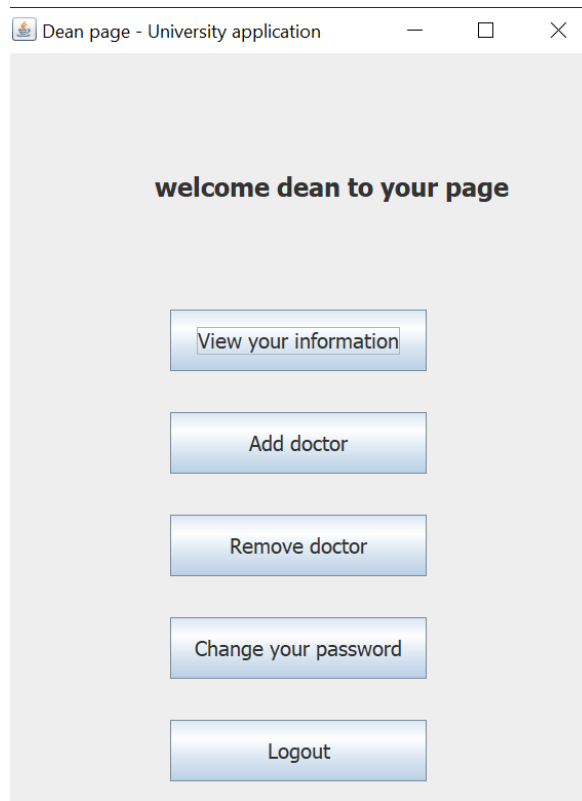 Dean page - University application
welcome dean to your page
View your information
Add doctor
Remove doctor
Change your password
Logout